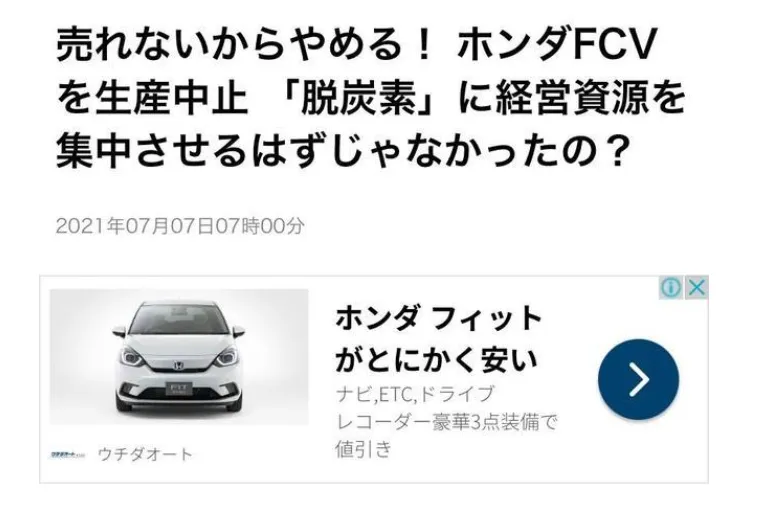 売れないからやめる！ ホンダFCV
を生産中止 「脱炭素」に経営資源を
集中させるはずじゃなかったの？
2021年07月07日07時00分
ホンダ フィット
がとにかく安い
ナビ,ETC,ドライブ
レコーダー豪華3点装備で
値引き
FIT
ウチダオート